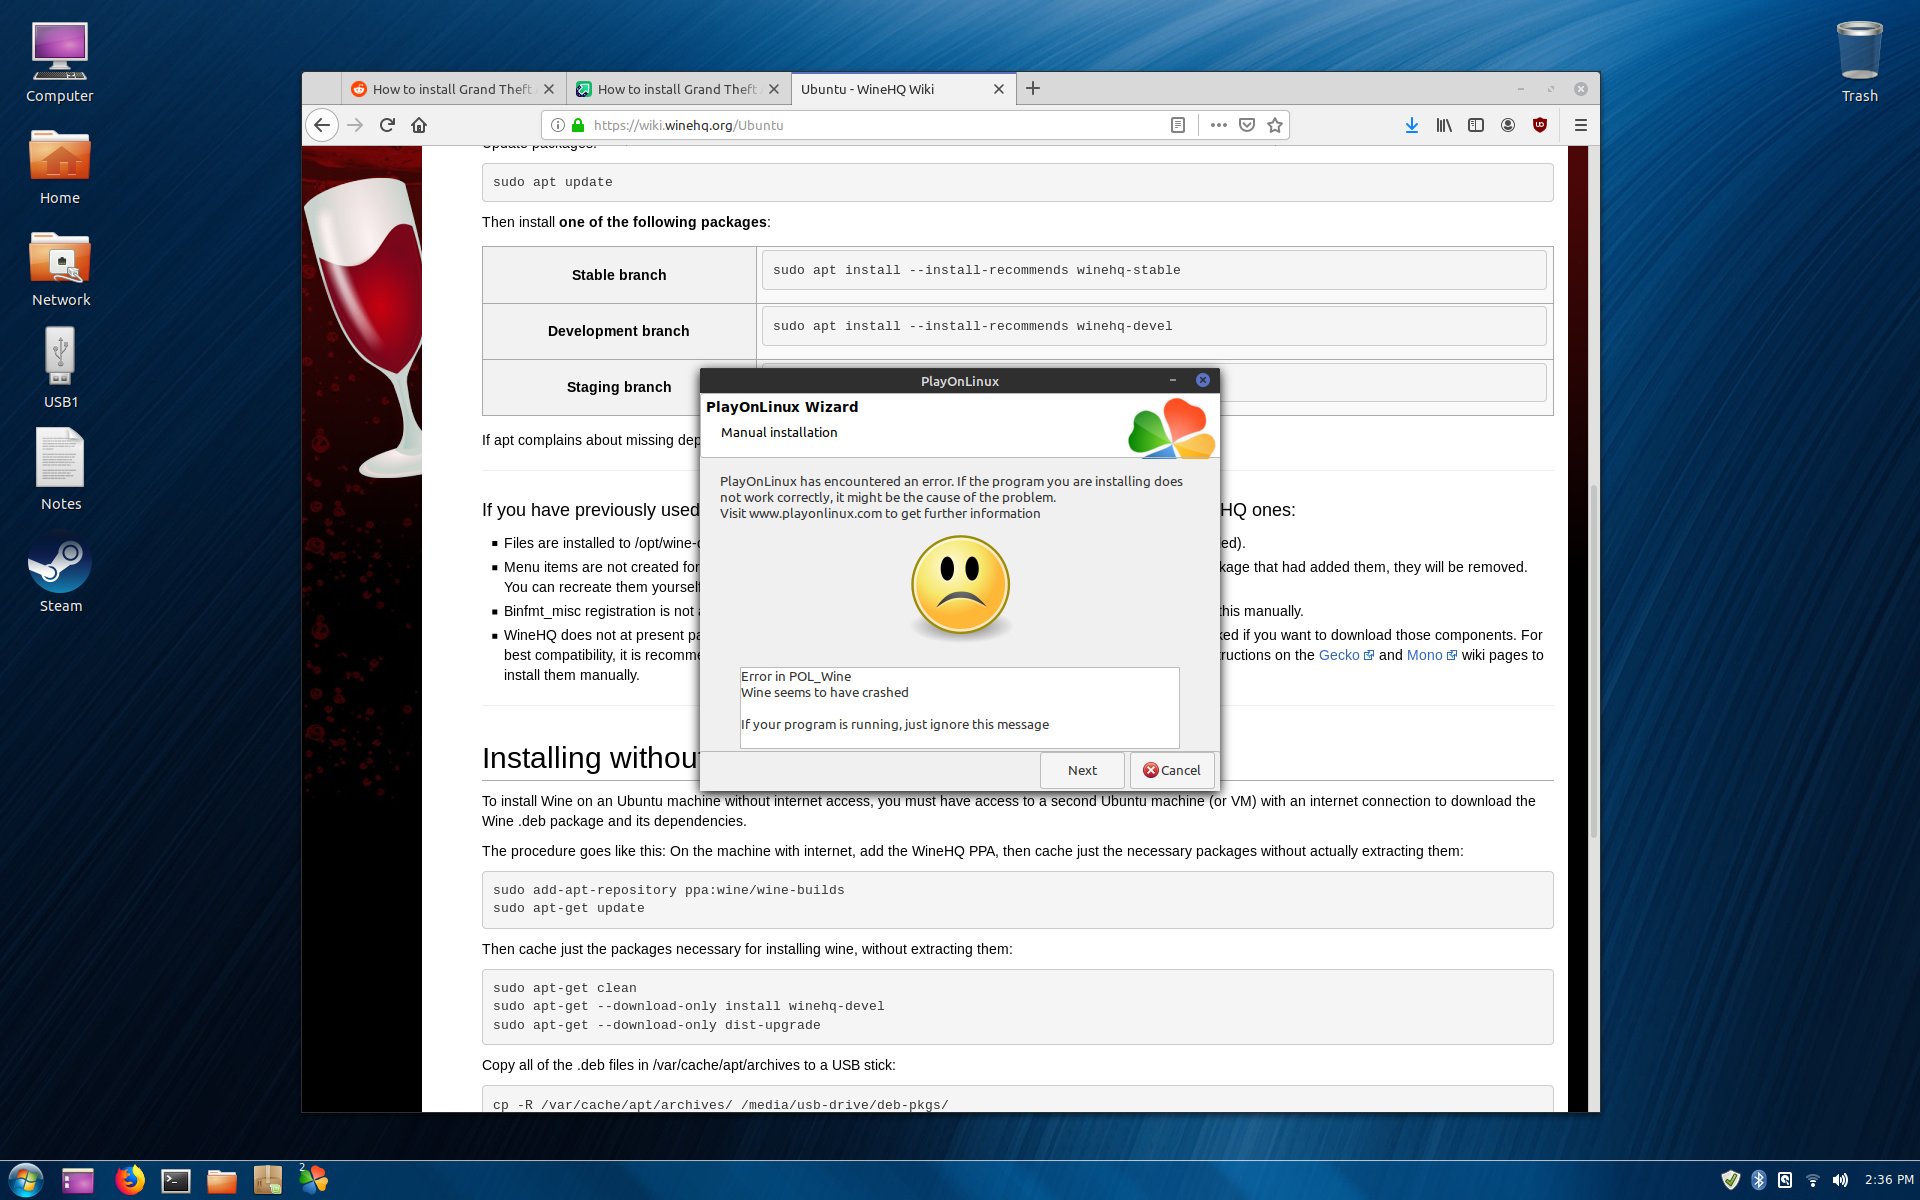 Computer
Home
Network
USB1
Notes
Steam
Trash
How to install Grand Theft
How to install Grand Theft
Ubuntu - WineHQ Wiki
https://wiki.winehq.org/Ubuntu
Update packages:
sudo apt update
Then install one of the following packages:
Stable branch
sudo apt install --install-recommends winehq-stable
Development branch
sudo apt install --install-recommends winehq-devel
Staging branch
If apt complains about missing dep
If you have previously used
HQ ones:
Files are installed to /opt/wine-
ed).
Menu items are not created for
kage that had added them, they will be removed.
You can recreate them yourself
Binfmt_misc registration is not
this manually.
WineHQ does not at present pa
ked if you want to download those components. For
best compatibility, it is recomme
ructions on the Gecko and Mono wiki pages to
install them manually.
PlayOnLinux
PlayOnLinux Wizard
Manual installation
PlayOnLinux has encountered an error. If the program you are installing does
not work correctly, it might be the cause of the problem.
Visit www.playonlinux.com to get further information
Error in POL_Wine
Wine seems to have crashed
If your program is running, just ignore this message
Next
Cancel
Installing withou
To install Wine on an Ubuntu machine without internet access, you must have access to a second Ubuntu machine (or VM) with an internet connection to download the
Wine .deb package and its dependencies.
The procedure goes like this: On the machine with internet, add the WineHQ PPA, then cache just the necessary packages without actually extracting them:
sudo add-apt-repository ppa:wine/wine-builds
sudo apt-get update
Then cache just the packages necessary for installing wine, without extracting them:
sudo apt-get clean
sudo apt-get --download-only install winehq-devel
sudo apt-get --download-only dist-upgrade
Copy all of the .deb files in /var/cache/apt/archives to a USB stick:
cp -R /var/cache/apt/archives/ /media/usb-drive/deb-pkgs/
2
2:36 PM